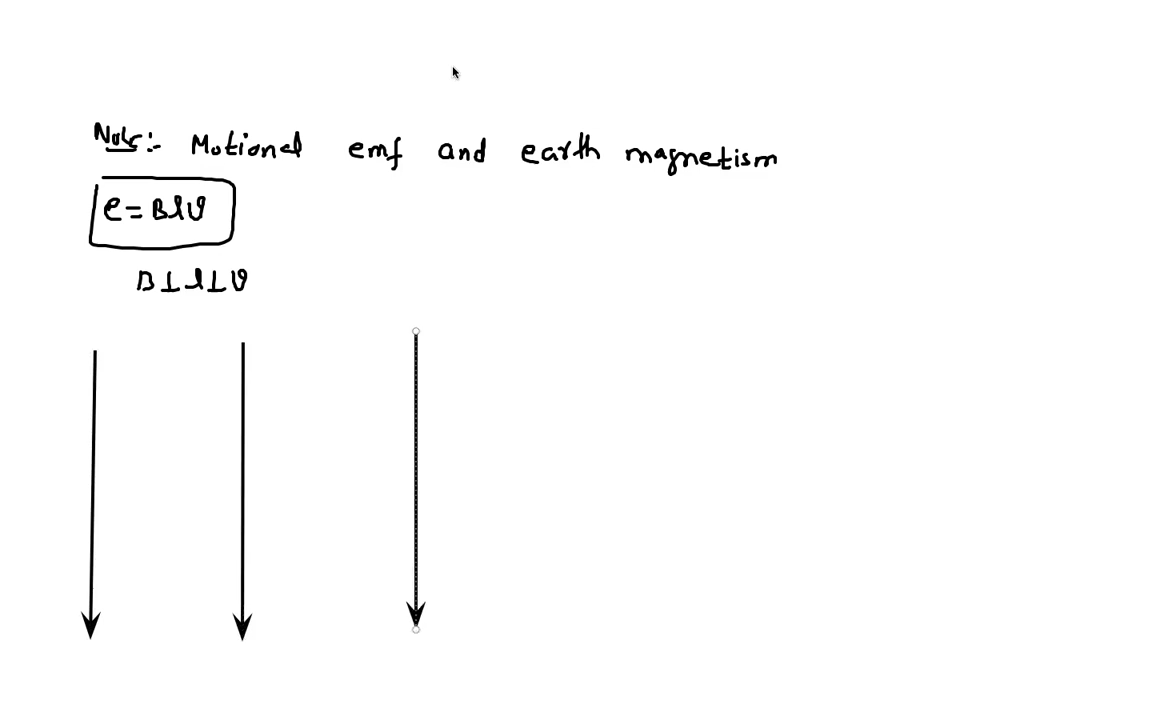 Note:- Motional emf and earth magnetism
e = Blv
B⊥l⊥v